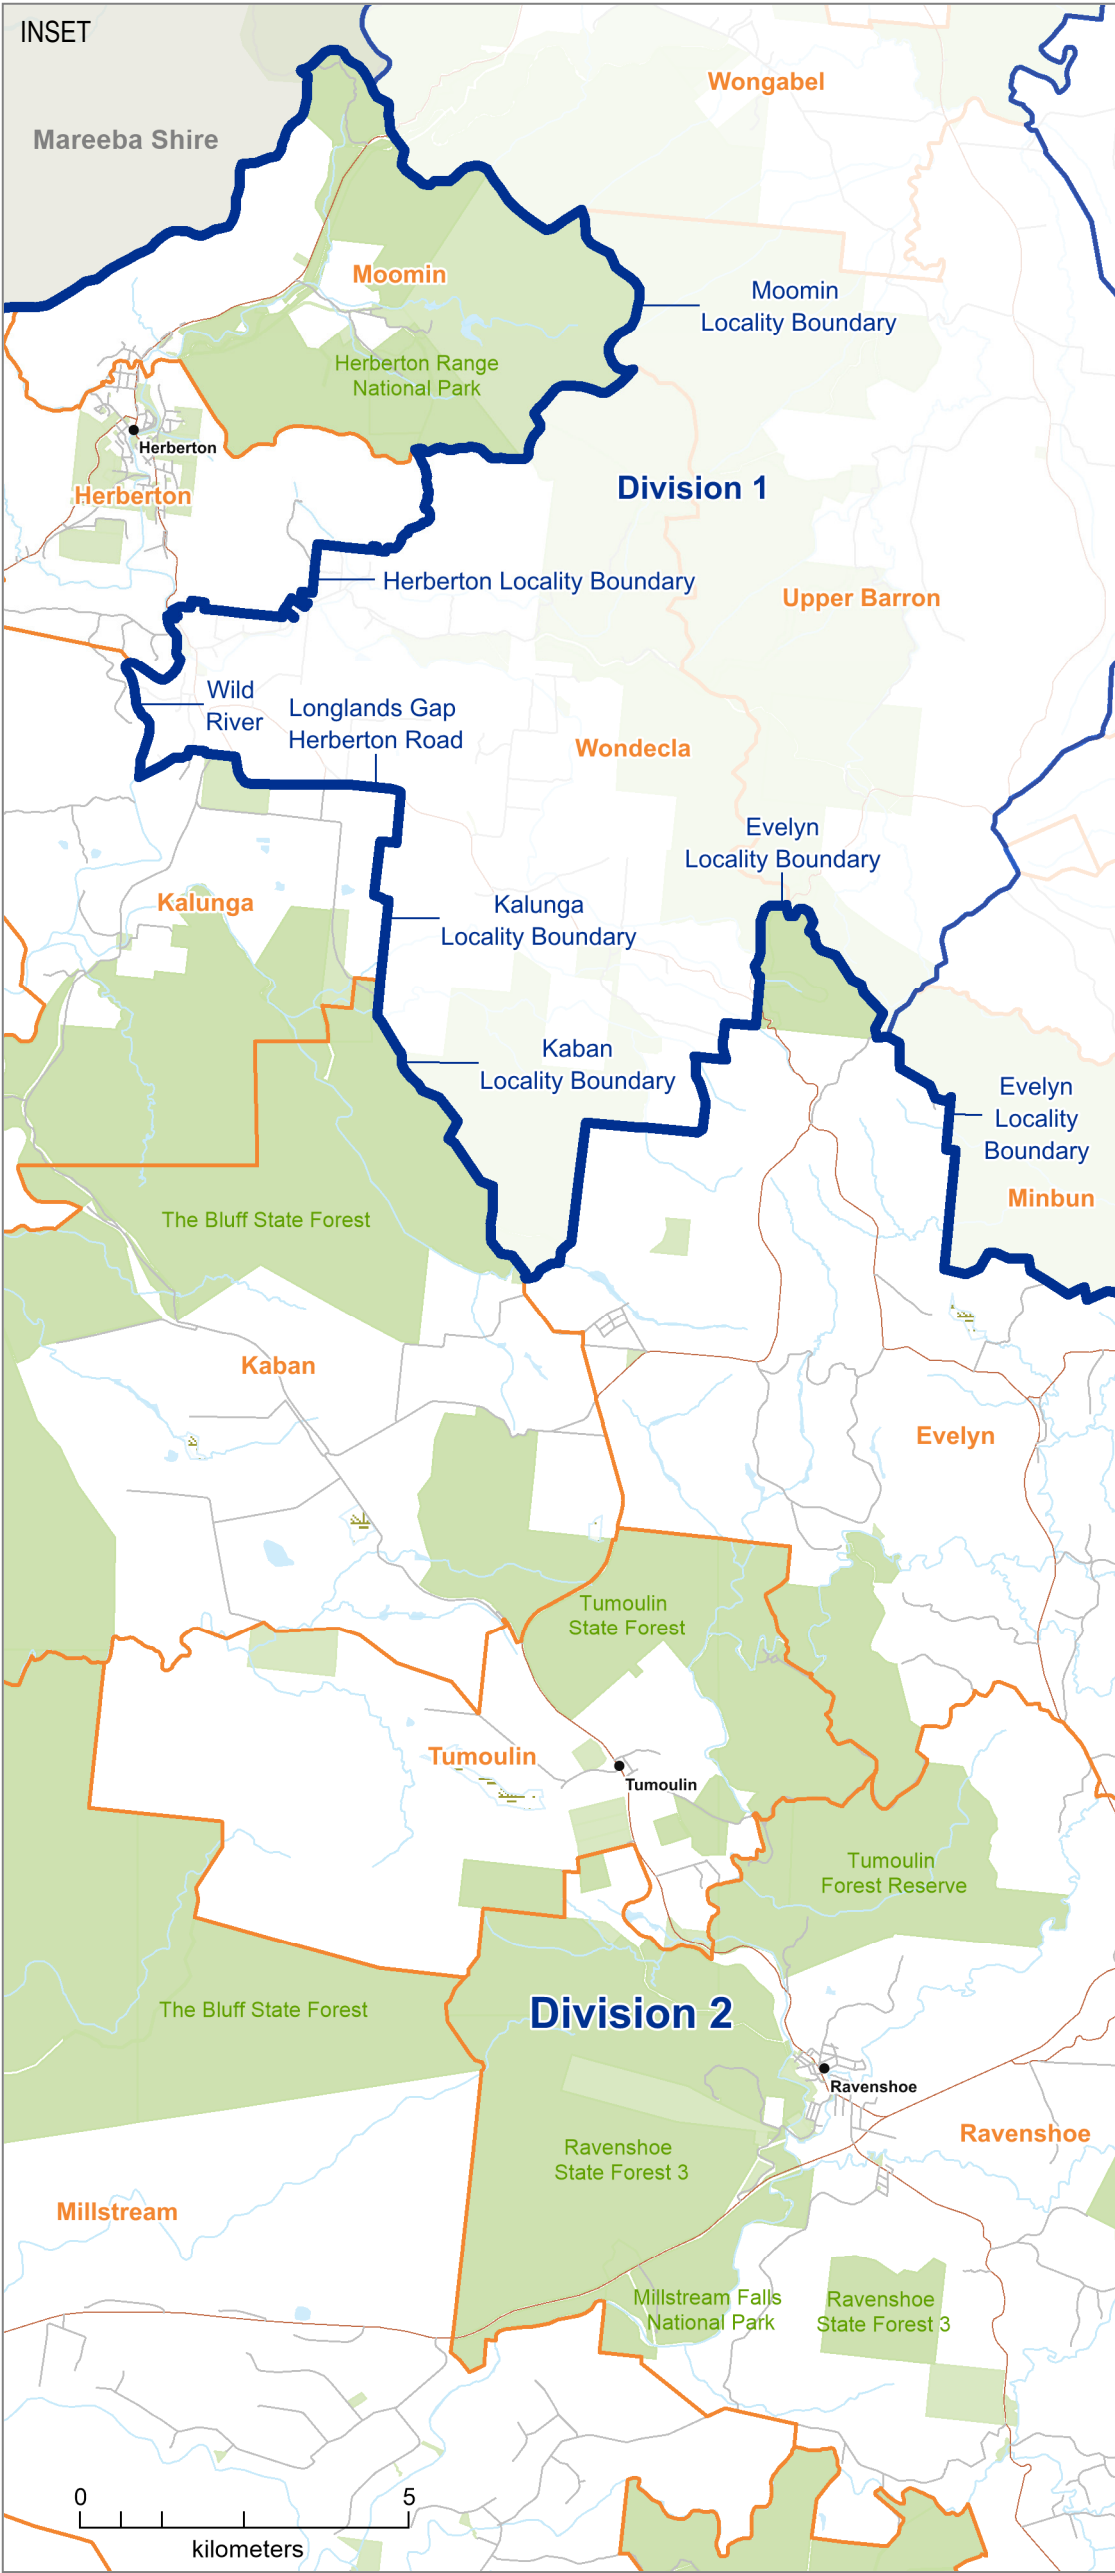 INSET
Wongabel
Mareeba Shire
Moomin
Moomin
Locality Boundary
Herberton Range
National Park
Herberton
Herberton
Division 1
Herberton Locality Boundary
Upper Barron
Wild
River
Longlands Gap
Herberton Road
Wondecla
Evelyn
Locality Boundary
Kalunga
Kalunga
Locality Boundary
Kaban
Locality Boundary
Evelyn
Locality
Boundary
Minbun
The Bluff State Forest
Kaban
Evelyn
Tumoulin
State Forest
Tumoulin
Tumoulin
Tumoulin
Forest Reserve
The Bluff State Forest
Division 2
Ravenshoe
Ravenshoe
Ravenshoe
State Forest 3
Millstream
Millstream Falls
National Park
Ravenshoe
State Forest 3
0 5
kilometers